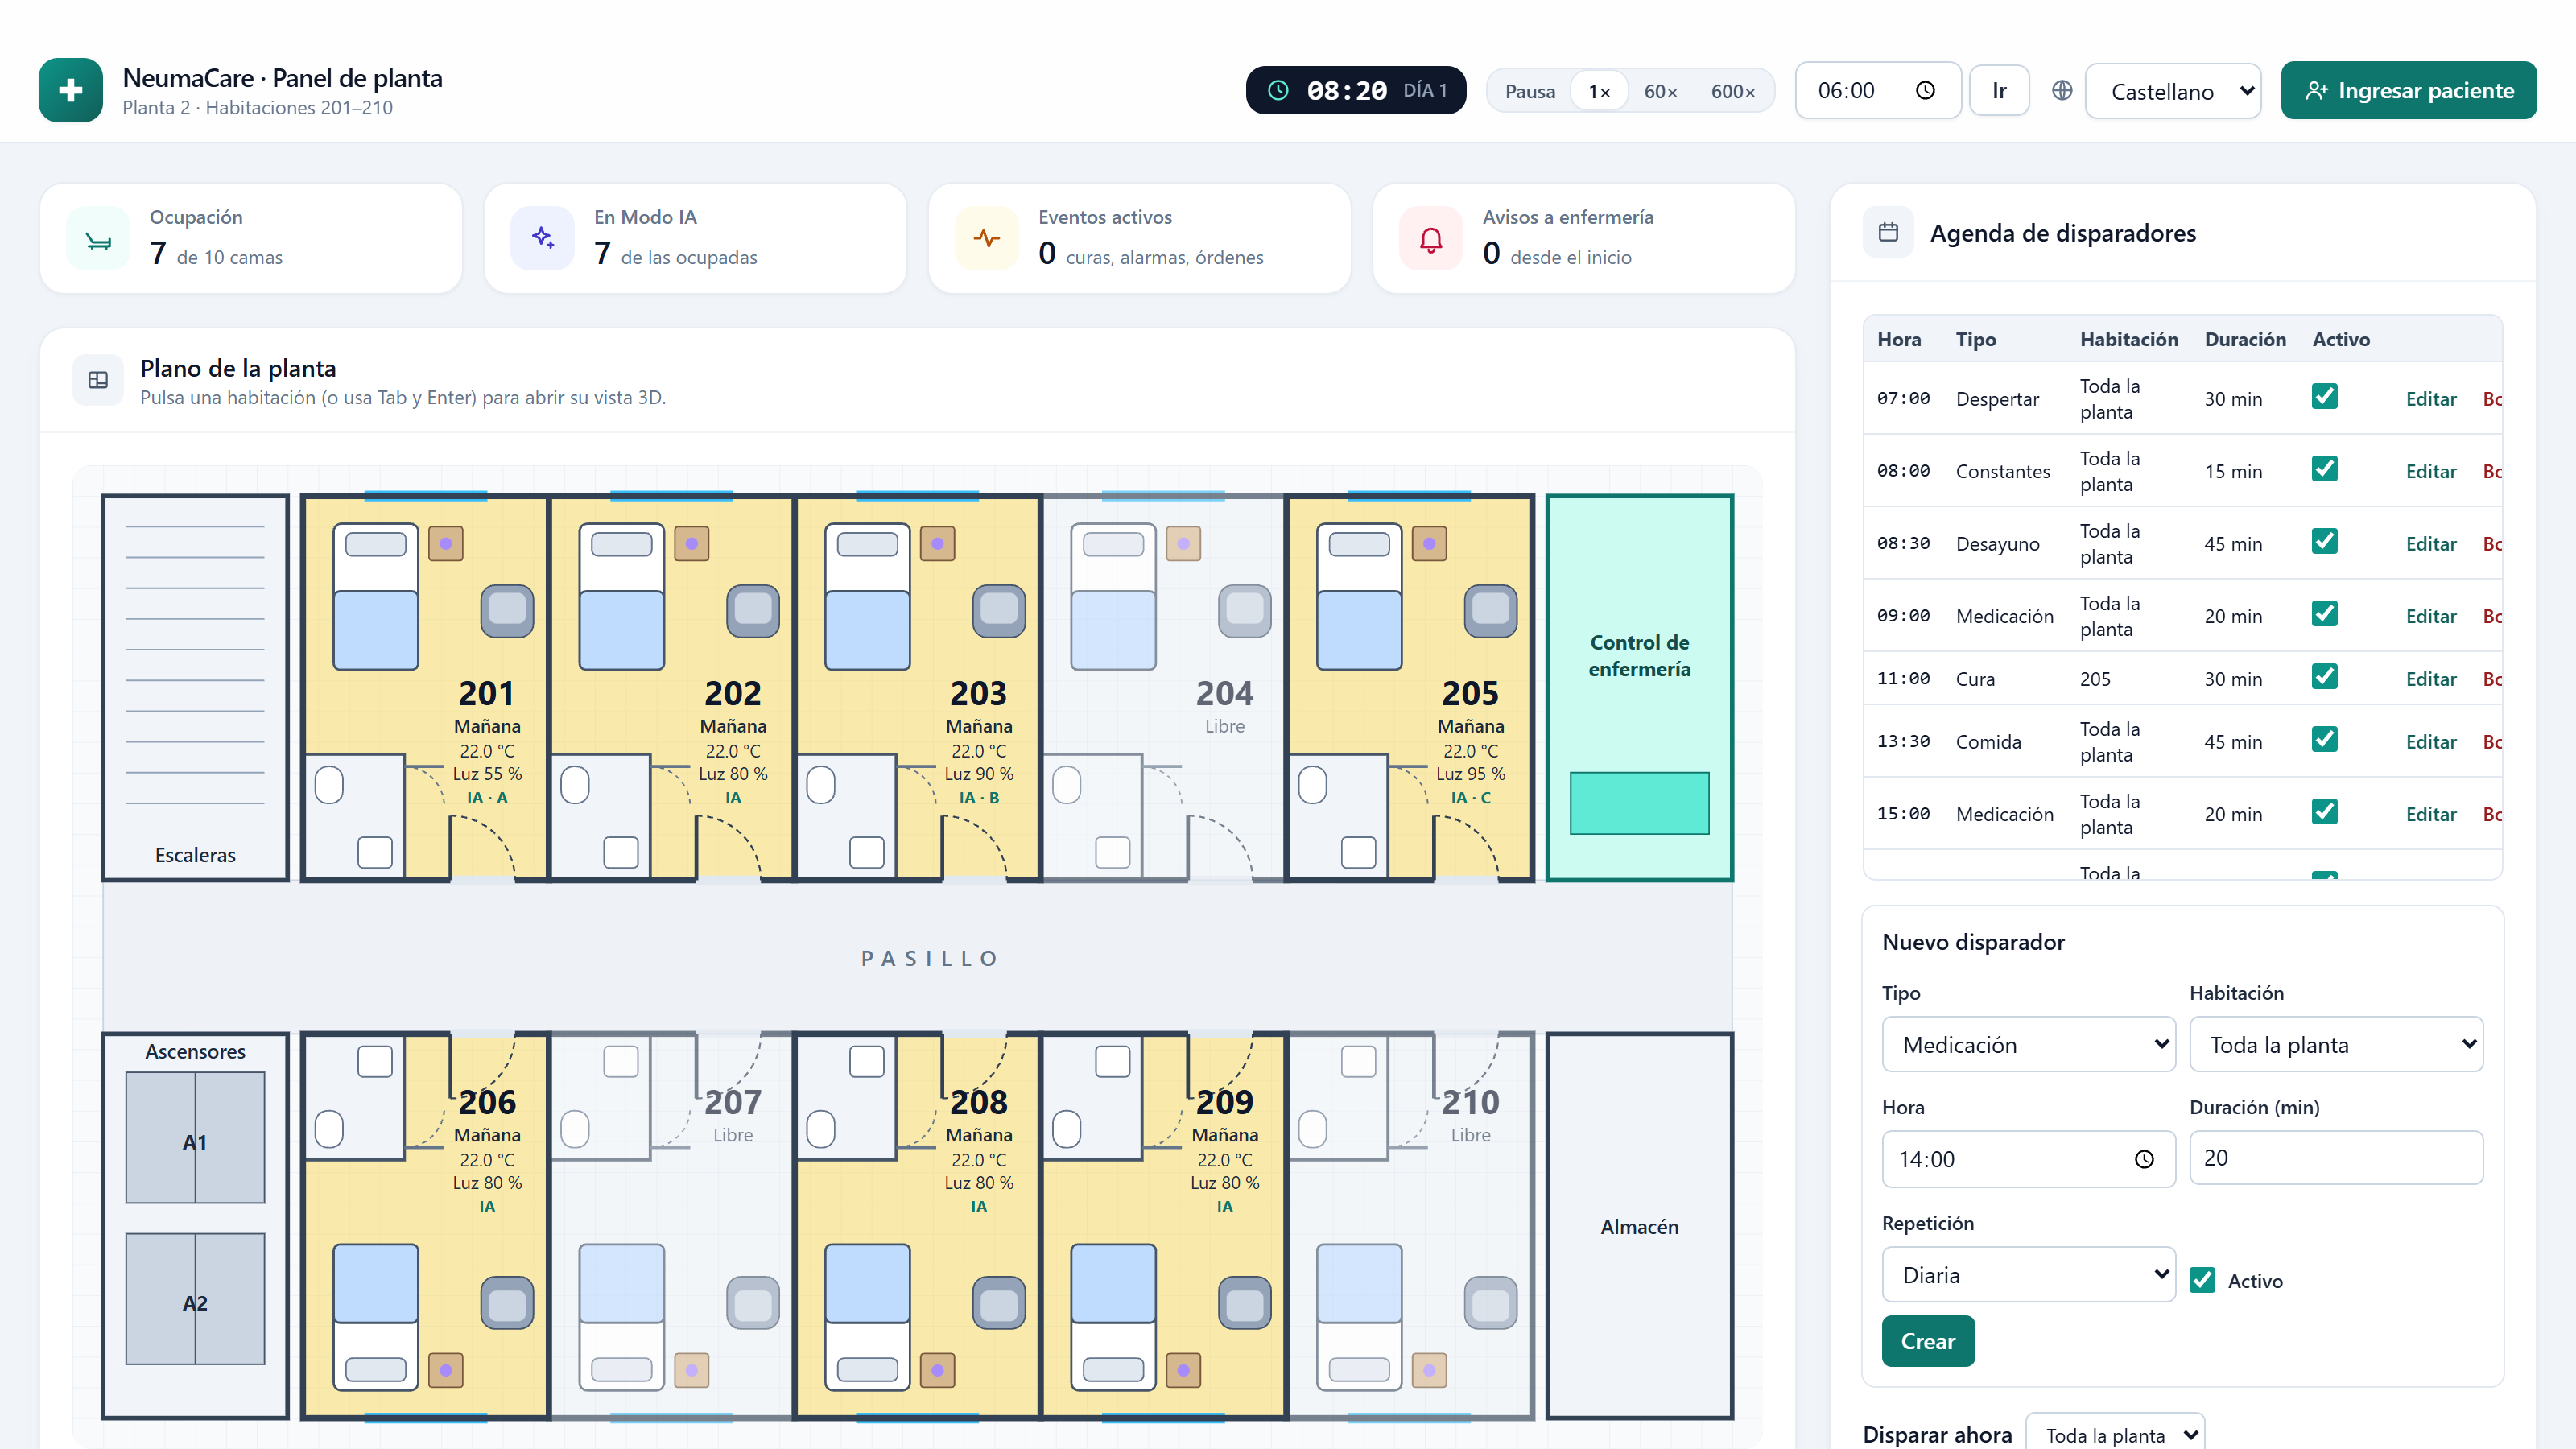 NeumaCare · Panel de planta
Planta 2 · Habitaciones 201–210
08:20 DÍA 1
Pausa 1× 60× 600×
06:00
Ir
Castellano
Ingresar paciente
Ocupación
7 de 10 camas
En Modo IA
7 de las ocupadas
Eventos activos
0 curas, alarmas, órdenes
Avisos a enfermería
0 desde el inicio
Plano de la planta
Pulsa una habitación (o usa Tab y Enter) para abrir su vista 3D.
Escaleras
201
Mañana
22.0 °C
Luz 55 %
IA · A
202
Mañana
22.0 °C
Luz 80 %
IA
203
Mañana
22.0 °C
Luz 90 %
IA · B
204
Libre
205
Mañana
22.0 °C
Luz 95 %
IA · C
Control de
enfermería
PASILLO
Ascensores
A1
A2
206
Mañana
22.0 °C
Luz 80 %
IA
207
Libre
208
Mañana
22.0 °C
Luz 80 %
IA
209
Mañana
22.0 °C
Luz 80 %
IA
210
Libre
Almacén
Agenda de disparadores
Hora Tipo Habitación Duración Activo
07:00 Despertar Toda la planta 30 min Editar
08:00 Constantes Toda la planta 15 min Editar
08:30 Desayuno Toda la planta 45 min Editar
09:00 Medicación Toda la planta 20 min Editar
11:00 Cura 205 30 min Editar
13:30 Comida Toda la planta 45 min Editar
15:00 Medicación Toda la planta 20 min Editar
Toda la
Nuevo disparador
Tipo
Medicación
Habitación
Toda la planta
Hora
14:00
Duración (min)
20
Repetición
Diaria
Activo
Crear
Disparar ahora
Toda la planta